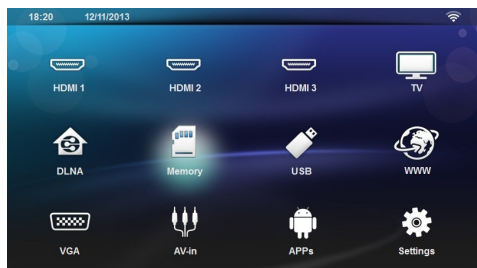 18:20 12/11/2013
HDMI 1 HDMI 2 HDMI 3 TV
DLNA Memory USB WWW
VGA AV-in APPs Settings